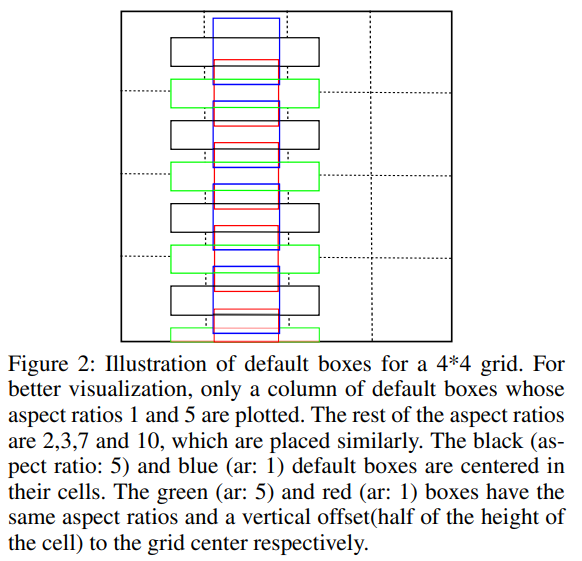 Figure 2: Illustration of default boxes for a 4*4 grid. For
better visualization, only a column of default boxes whose
aspect ratios 1 and 5 are plotted. The rest of the aspect ratios
are 2,3,7 and 10, which are placed similarly. The black (as-
pect ratio: 5) and blue (ar: 1) default boxes are centered in
their cells. The green (ar: 5) and red (ar: 1) boxes have the
same aspect ratios and a vertical offset(half of the height of
the cell) to the grid center respectively.